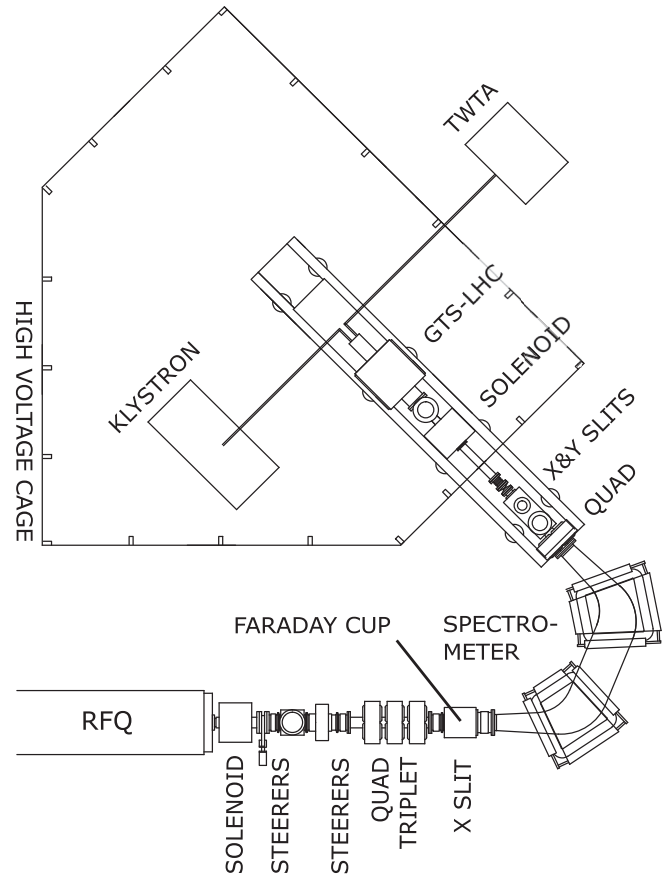 TWTA
GTS-LHC
SOLENOID
KLYSTRON
HIGH VOLTAGE CAGE
X&Y SLITS
QUAD
FARADAY CUP
SPECTRO-
METER
RFQ
SOLENOID
STEERERS
STEERERS
QUAD
TRIPLET
X SLIT